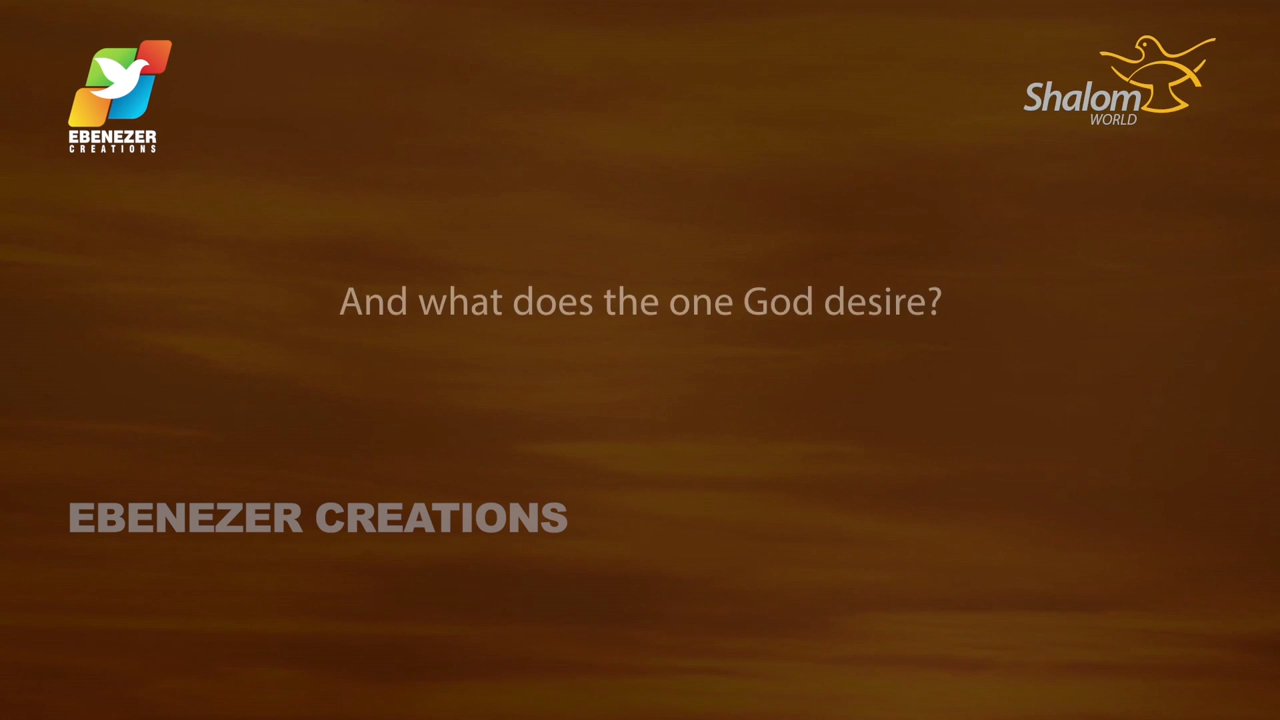 EBENEZER
CREATIONS
Shalom
WORLD
And what does the one God desire?
EBENEZER CREATIONS